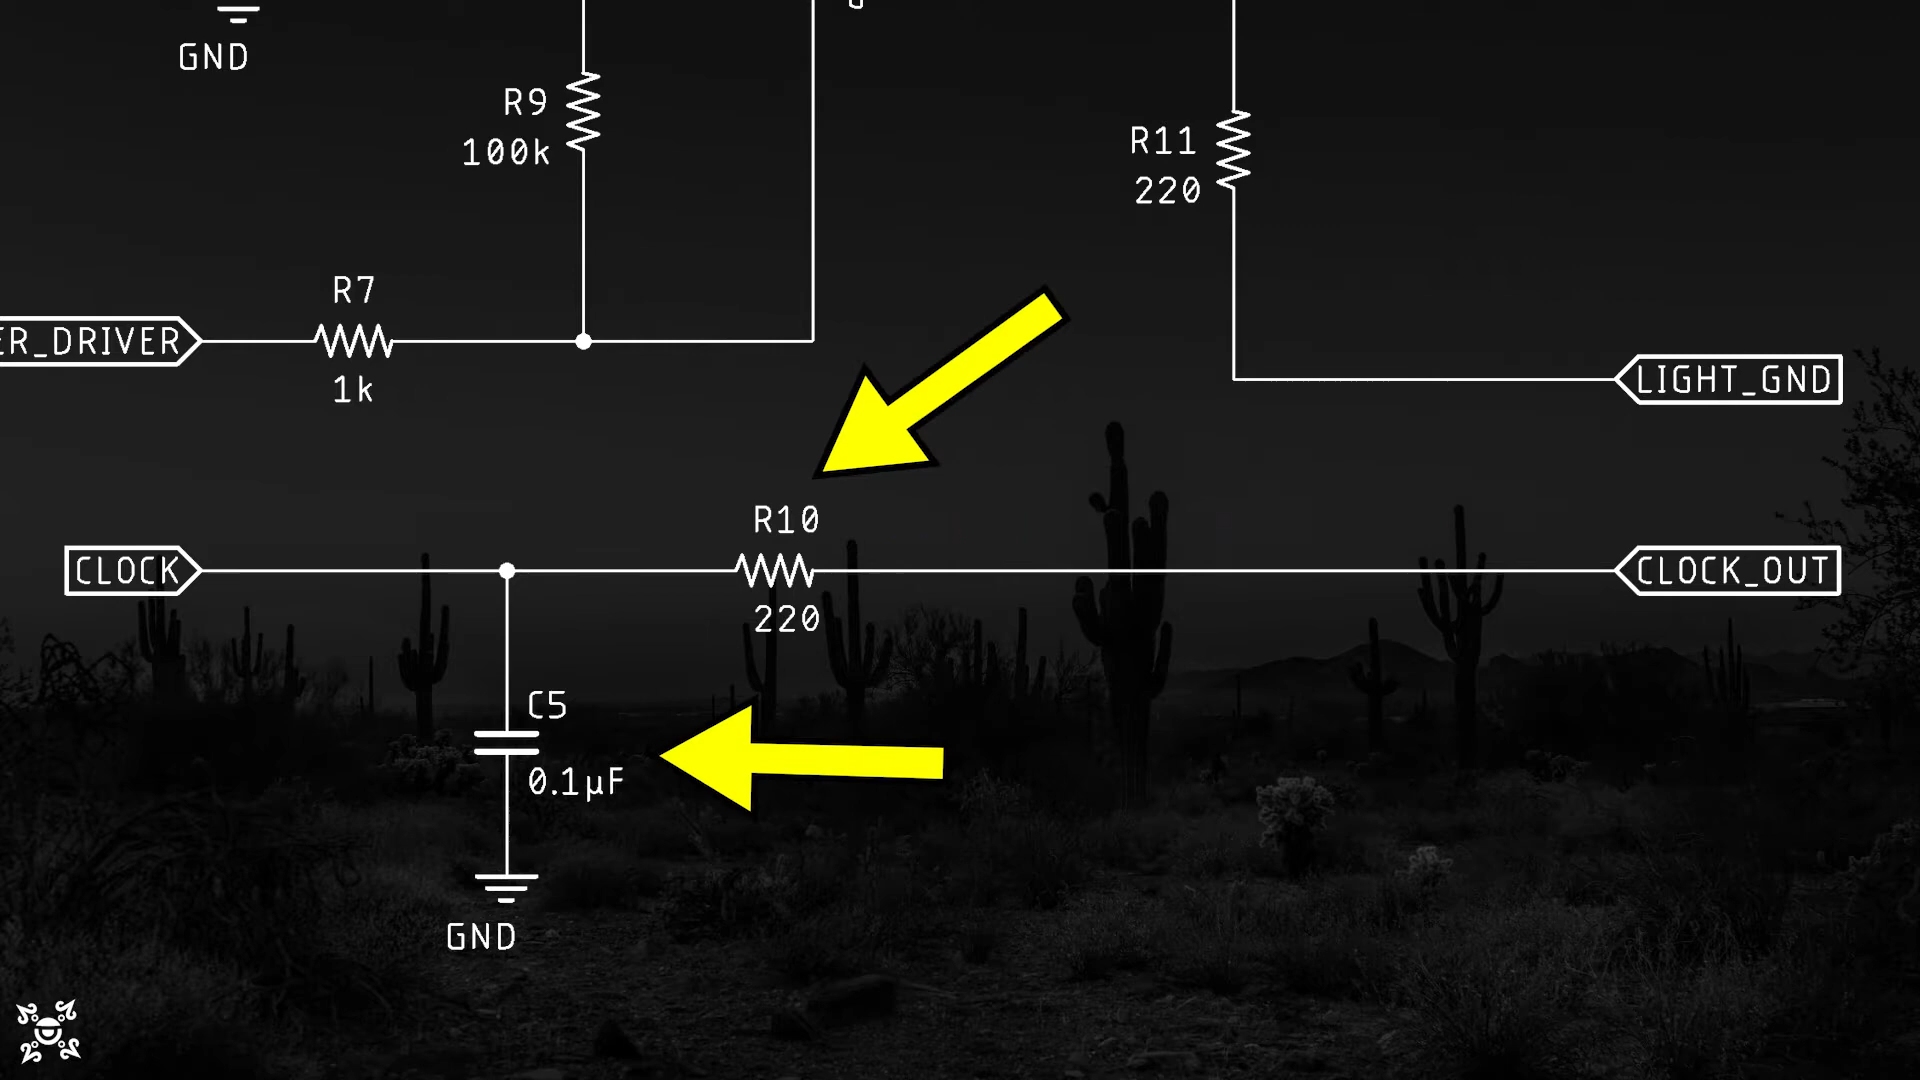 GND
R9
100k
R11
220
R7
ER_DRIVER
1k
LIGHT_GND
R10
CLOCK
CLOCK_OUT
220
C5
0.1µF
GND